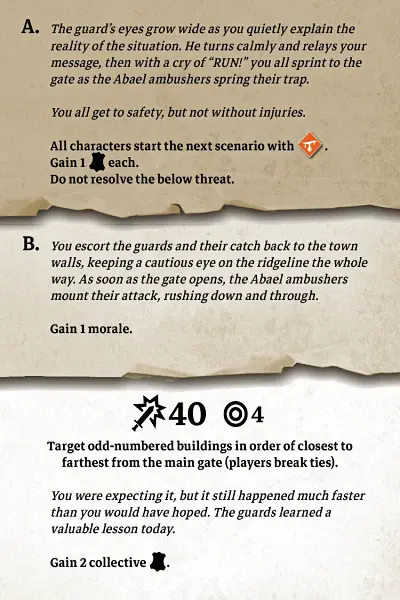 A. The guard’s eyes grow wide as you quietly explain the
reality of the situation. He turns calmly and relays your
message, then with a cry of “RUN!” you all sprint to the
gate as the Abael ambushers spring their trap.
You all get to safety, but not without injuries.
All characters start the next scenario with .
Gain 1 each.
Do not resolve the below threat.
B. You escort the guards and their catch back to the town
walls, keeping a cautious eye on the ridgeline the whole
way. As soon as the gate opens, the Abael ambushers
mount their attack, rushing down and through.
Gain 1 morale.
40 4
Target odd-numbered buildings in order of closest to
farthest from the main gate (players break ties).
You were expecting it, but it still happened much faster
than you would have hoped. The guards learned a
valuable lesson today.
Gain 2 collective .